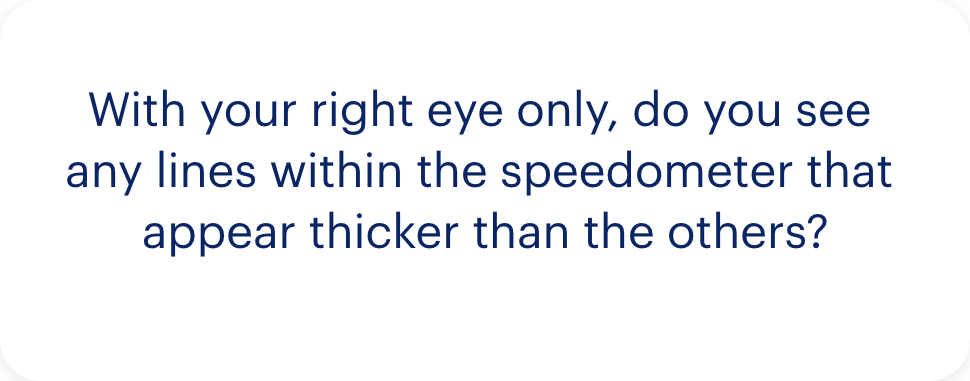 With your right eye only, do you see
any lines within the speedometer that
appear thicker than the others?